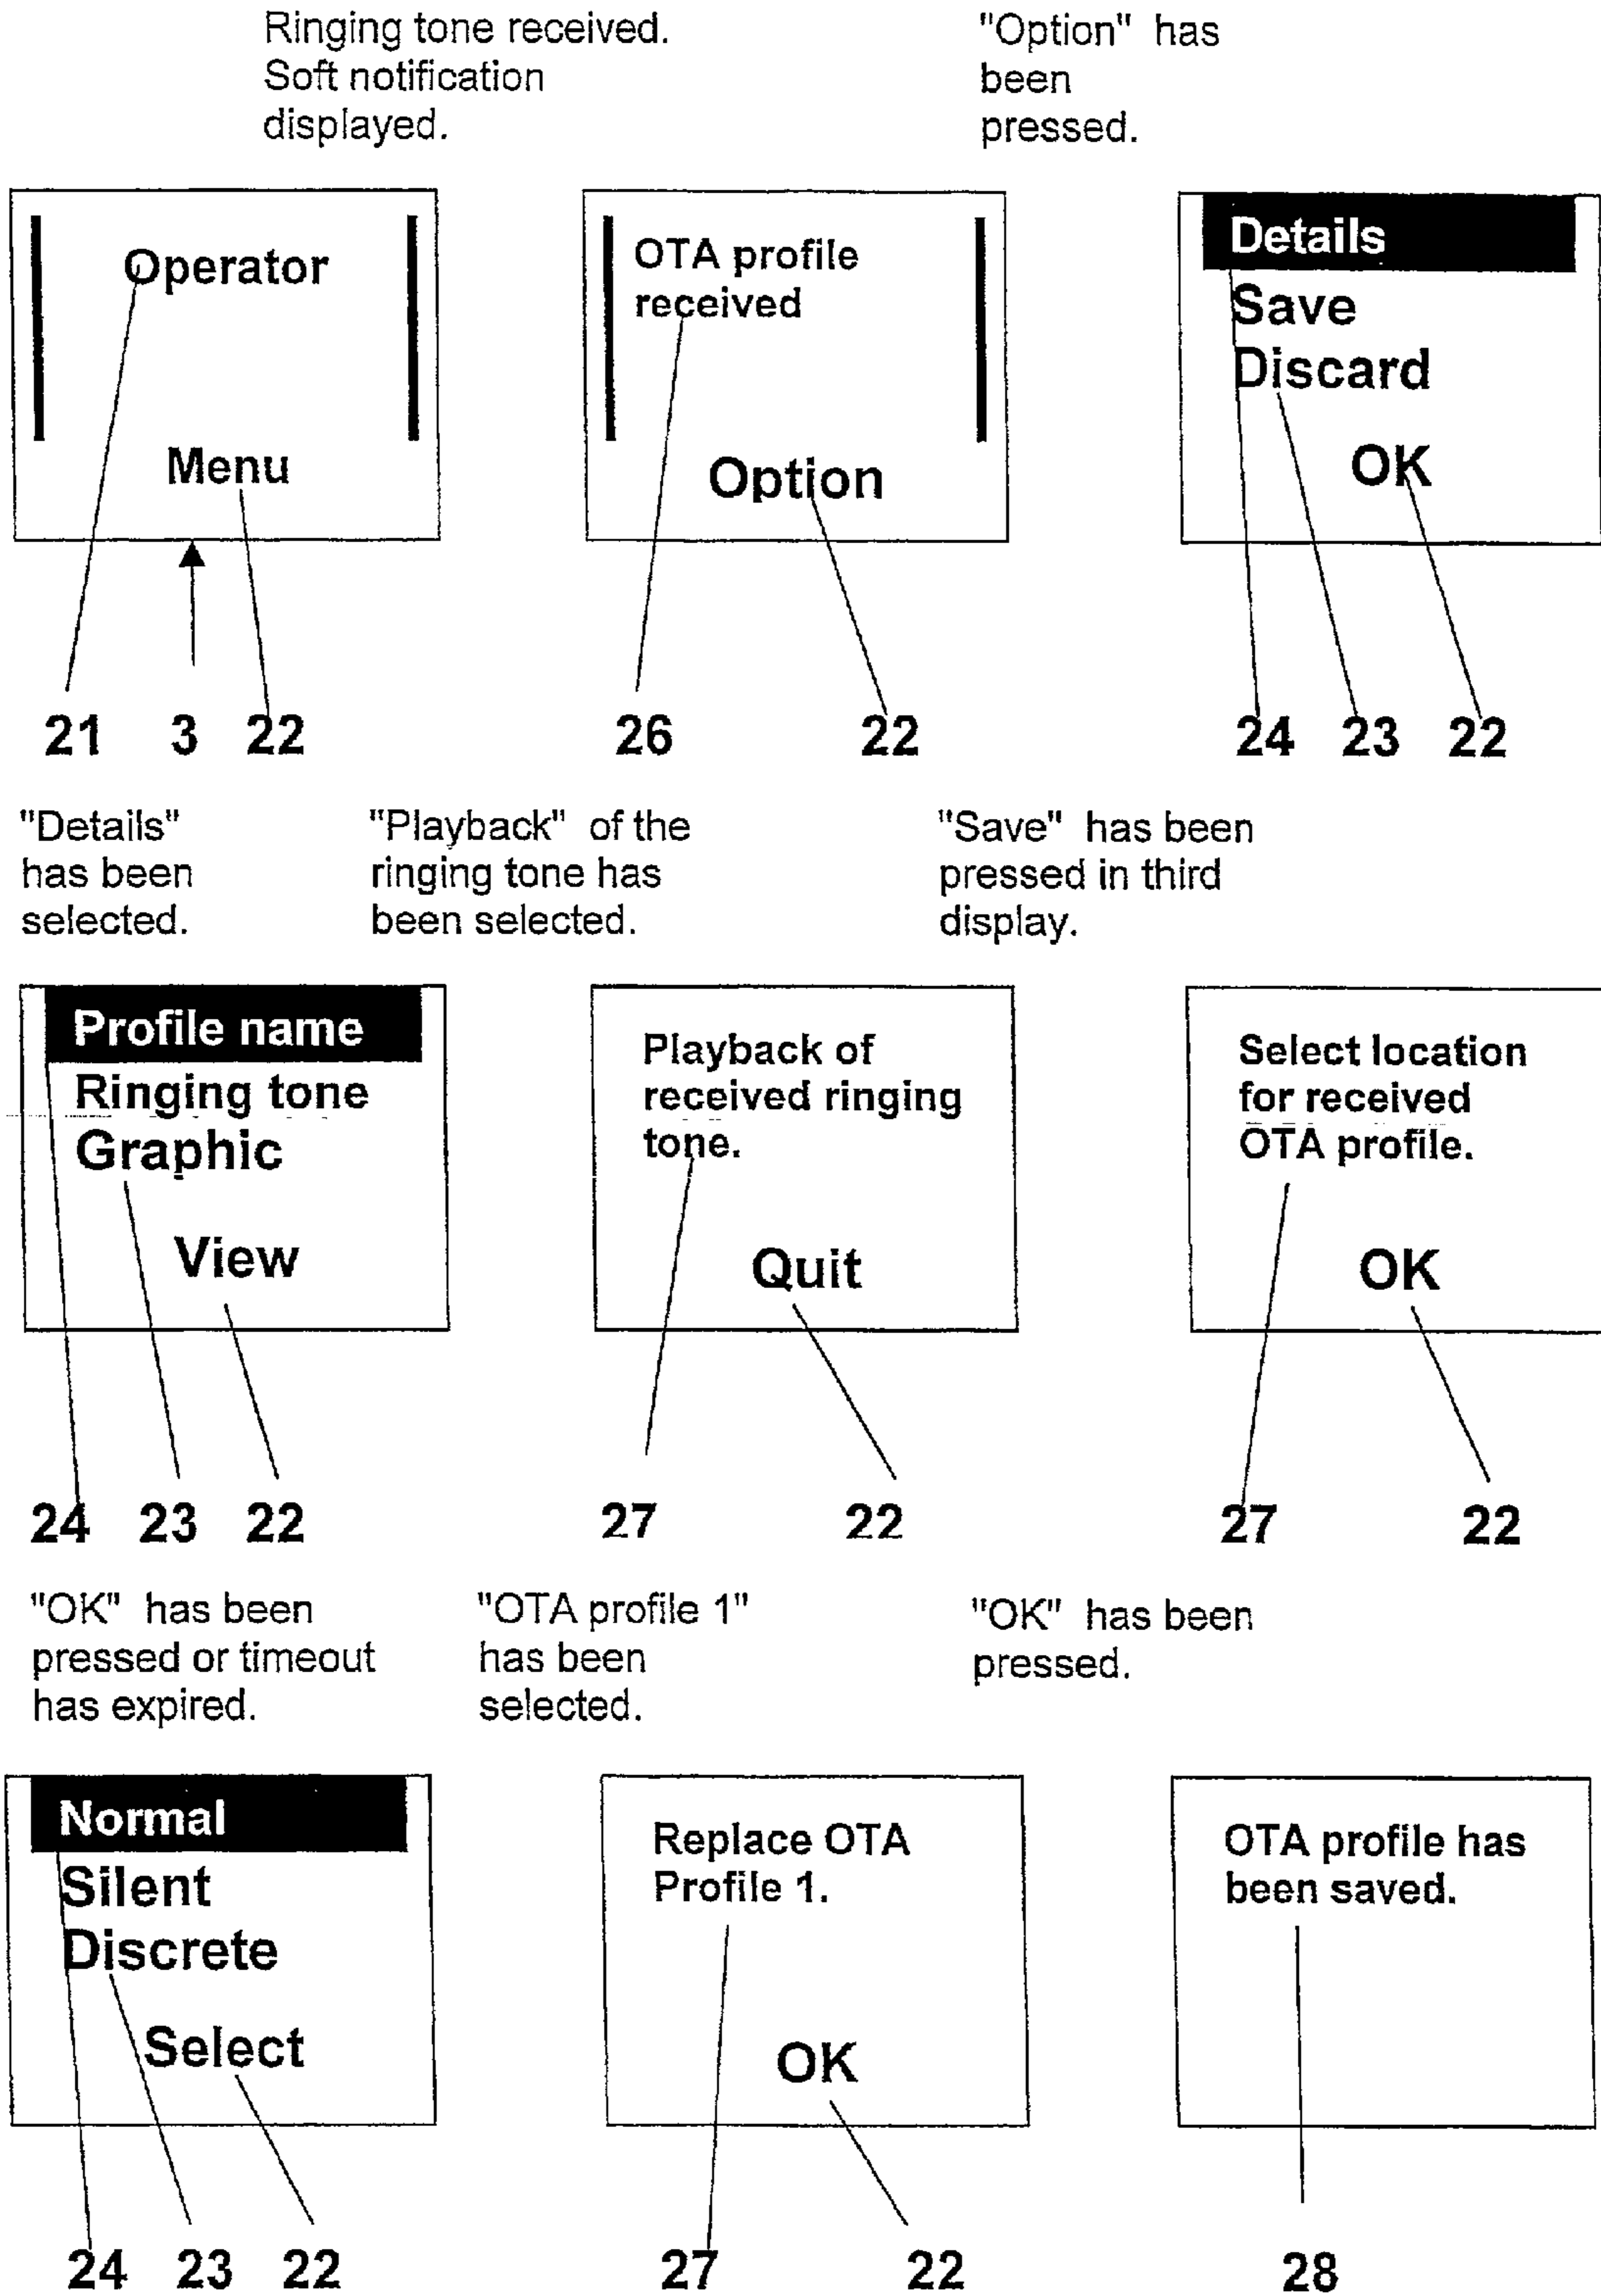 Ringing tone received.
Soft notification
displayed.
"Option" has
been
pressed.
Operator
Menu
OTA profile
received
Option
Details
Save
Discard
OK
21 3 22
26 22
24 23 22
"Details"
has been
selected.
"Playback" of the
ringing tone has
been selected.
"Save" has been
pressed in third
display.
Profile name
Ringing tone
Graphic
View
Playback of
received ringing
tone.
Quit
Select location
for received
OTA profile.
OK
24 23 22
27 22
27 22
"OK" has been
pressed or timeout
has expired.
"OTA profile 1"
has been
selected.
"OK" has been
pressed.
Normal
Silent
Discrete
Select
Replace OTA
Profile 1.
OK
OTA profile has
been saved.
24 23 22
27 22
28